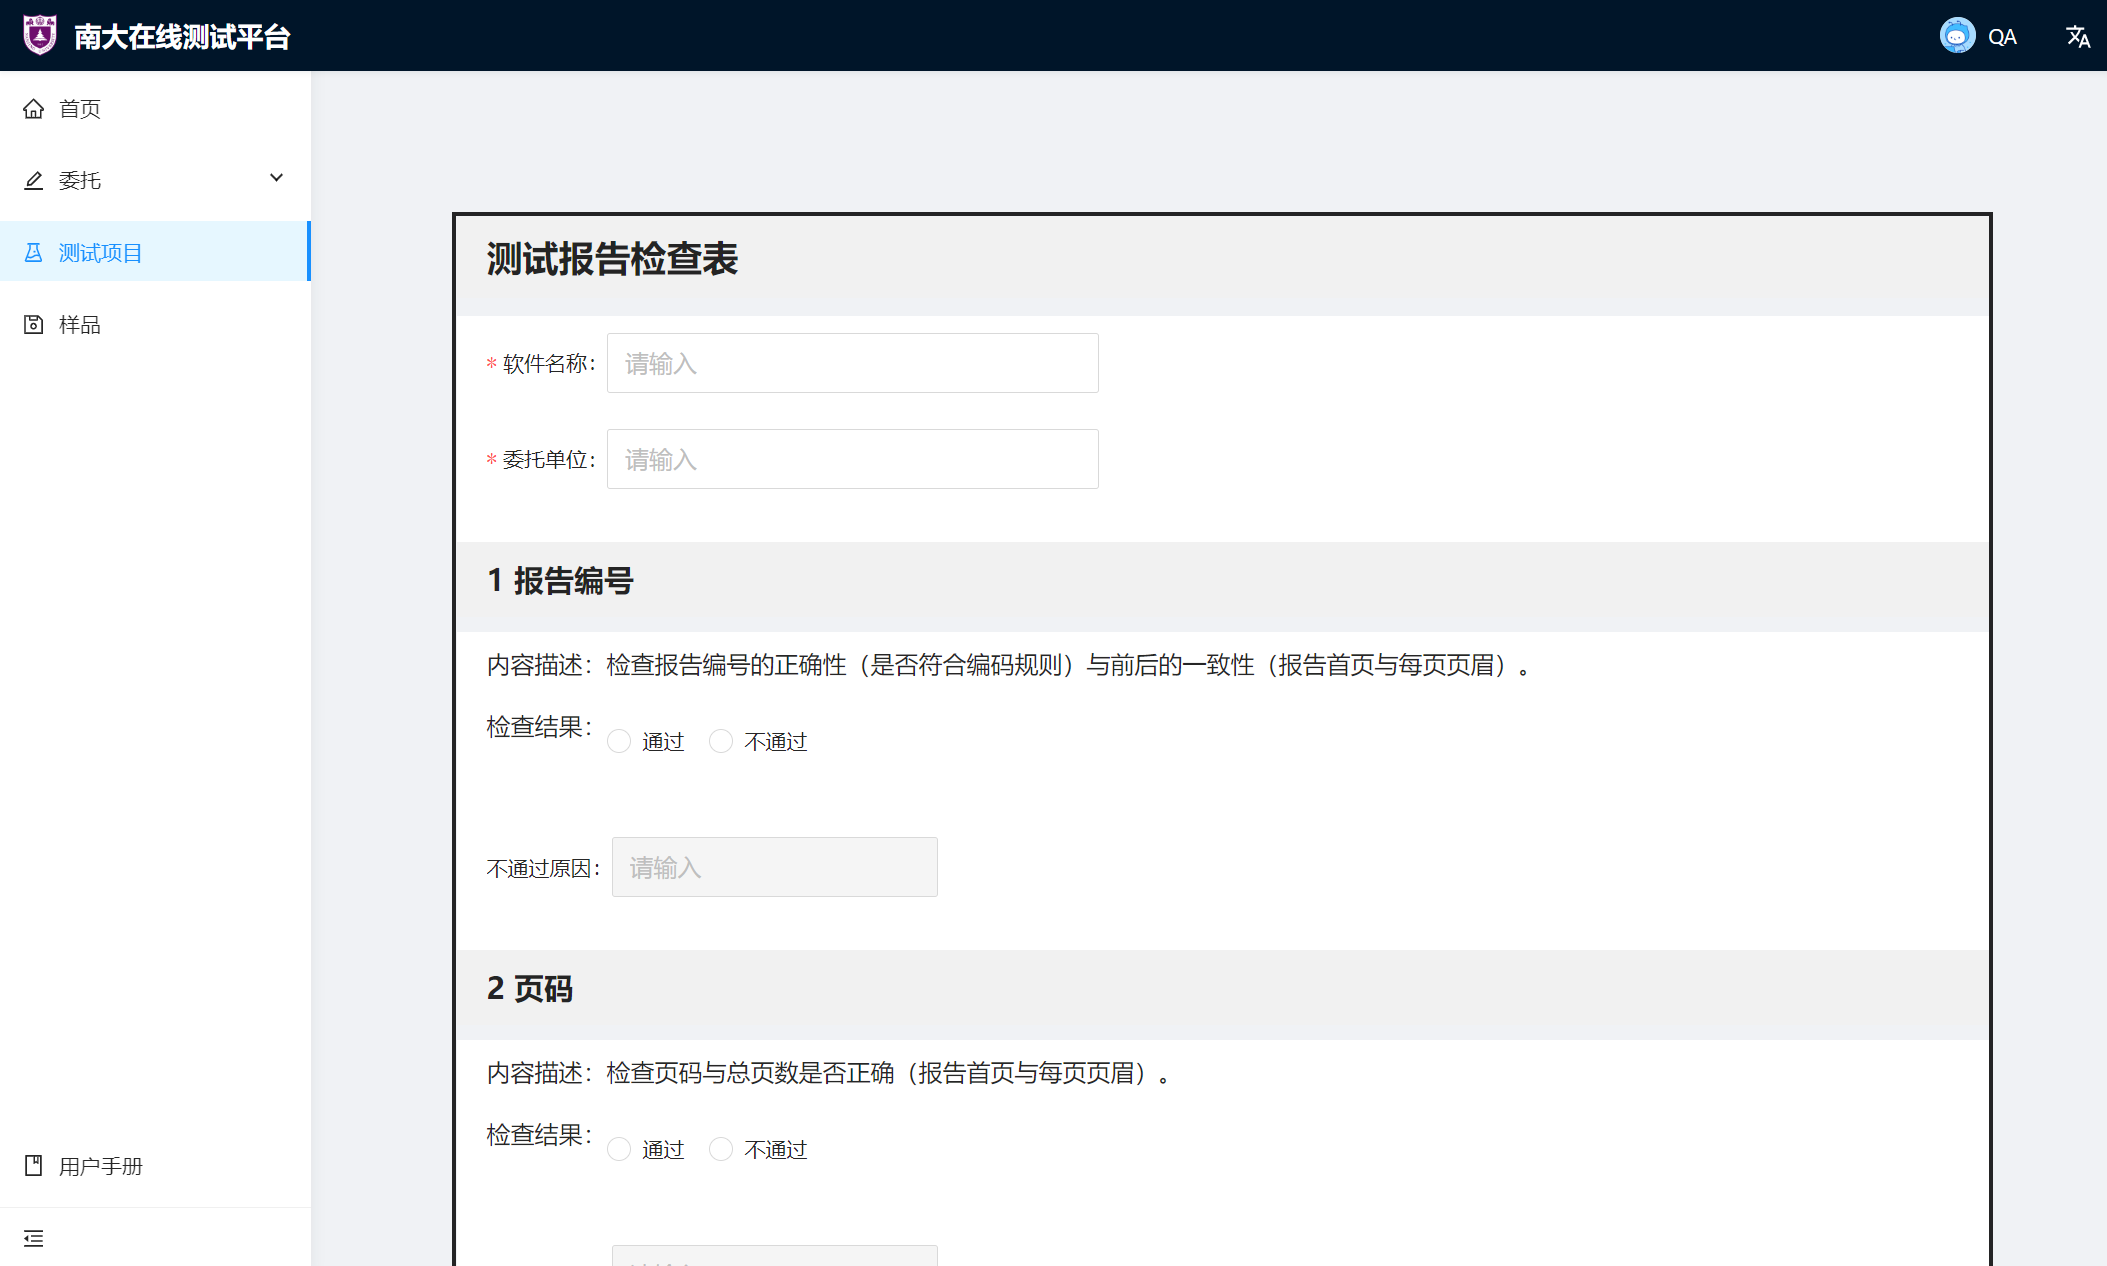 南大在线测试平台
QA
首页
委托
测试项目
样品
用户手册
测试报告检查表
* 软件名称: 请输入
* 委托单位: 请输入
1 报告编号
内容描述: 检查报告编号的正确性（是否符合编码规则）与前后的一致性（报告首页与每页页眉）。
检查结果: 通过 不通过
不通过原因: 请输入
2 页码
内容描述: 检查页码与总页数是否正确（报告首页与每页页眉）。
检查结果: 通过 不通过